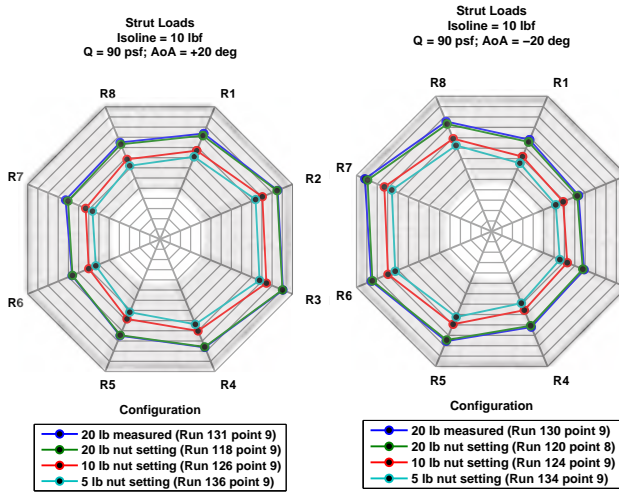 Strut Loads
Isoline = 10 lbf
Q = 90 psf; AoA = +20 deg
R8
R1
R7
R2
R6
R3
R5
R4
Configuration
20 lb measured (Run 131 point 9)
20 lb nut setting (Run 118 point 9)
10 lb nut setting (Run 126 point 9)
5 lb nut setting (Run 136 point 9)
Strut Loads
Isoline = 10 lbf
Q = 90 psf; AoA = −20 deg
R8
R1
R7
R6
R5
R4
Configuration
20 lb measured (Run 130 point 9)
20 lb nut setting (Run 120 point 8)
10 lb nut setting (Run 124 point 9)
5 lb nut setting (Run 134 point 9)